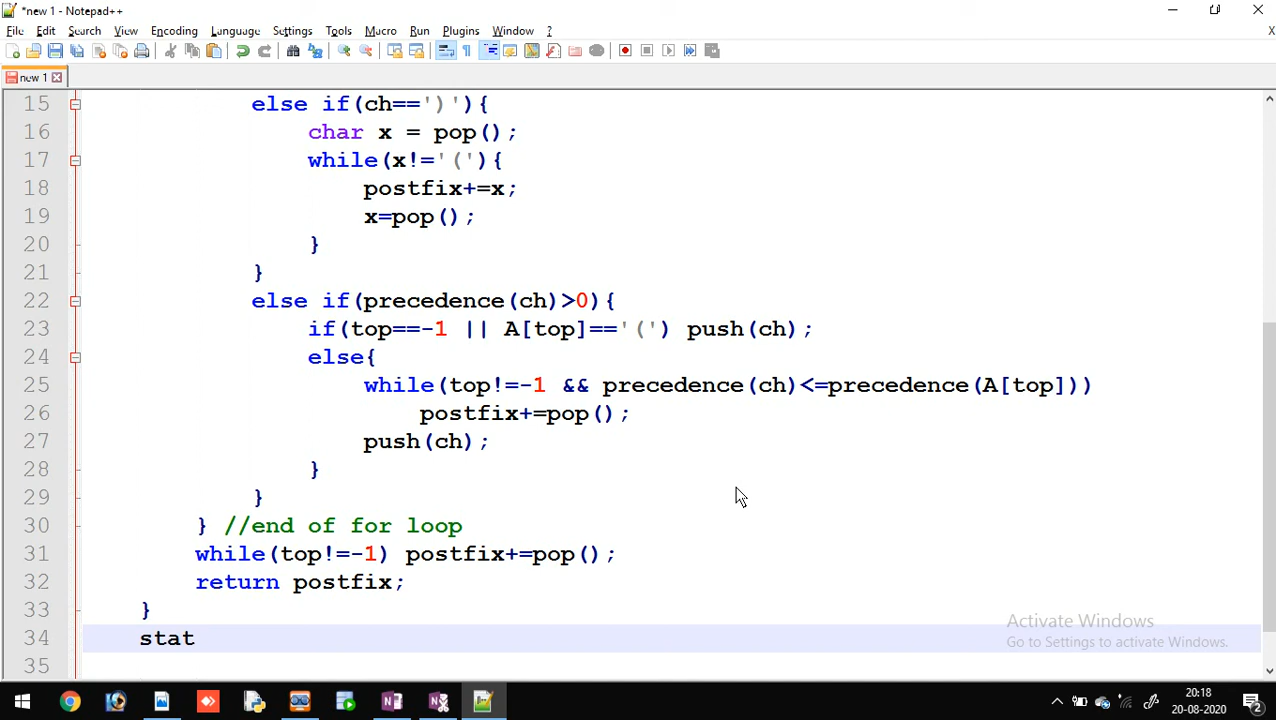 *new 1 - Notepad++
File Edit Search View Encoding Language Settings Tools Macro Run Plugins Window ?
new 1
15 else if(ch==')'){
16 char x = pop();
17 while(x!='('){
18 postfix+=x;
19 x=pop();
20 }
21 }
22 else if(precedence(ch)>0){
23 if(top==-1 || A[top]=='(') push(ch);
24 else{
25 while(top!=-1 && precedence(ch)<=precedence(A[top]))
26 postfix+=pop();
27 push(ch);
28 }
29 }
30 } //end of for loop
31 while(top!=-1) postfix+=pop();
32 return postfix;
33 }
34 stat
35
Activate Windows
Go to Settings to activate Windows.
20:18
20-08-2020
2